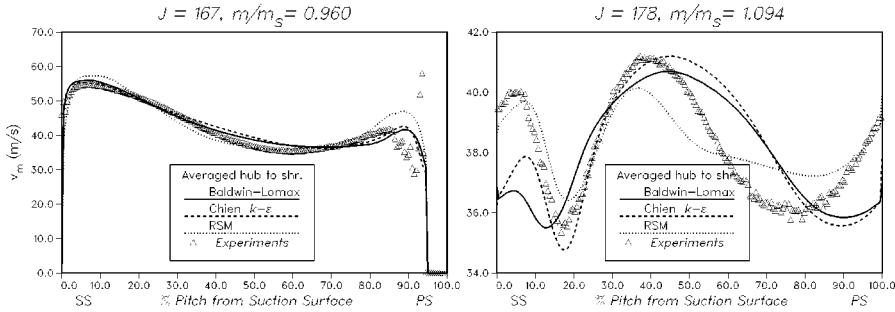 J = 167, m/m_s= 0.960
70.0
60.0
50.0
40.0
30.0
20.0
10.0
0.0
v_m (m/s)
Averaged hub to shr.
Baldwin-Lomax
Chien k-ε
RSM
Experiments
0.0 10.0 20.0 30.0 40.0 50.0 60.0 70.0 80.0 90.0 100.0
SS % Pitch from Suction Surface PS
J = 178, m/m_s= 1.094
42.0
40.0
38.0
36.0
34.0
Averaged hub to shr.
Baldwin-Lomax
Chien k-ε
RSM
Experiments
0.0 10.0 20.0 30.0 40.0 50.0 60.0 70.0 80.0 90.0 100.0
SS % Pitch from Suction Surface PS